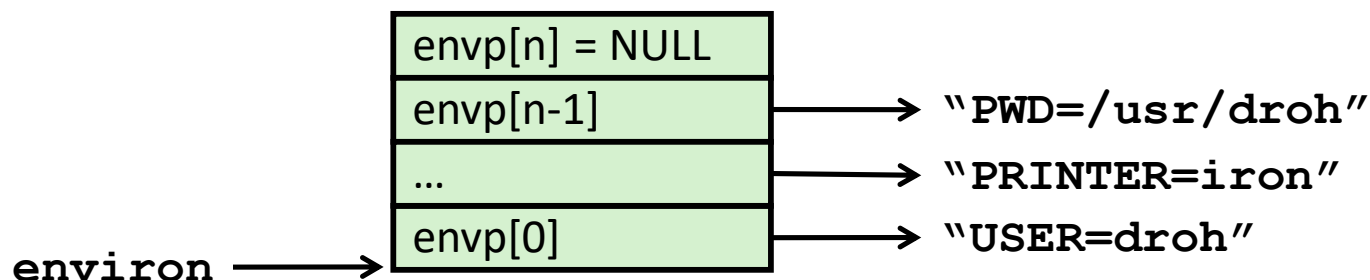 envp[n] = NULL
envp[n-1] “PWD=/usr/droh”
… “PRINTER=iron”
envp[0] “USER=droh”
environ